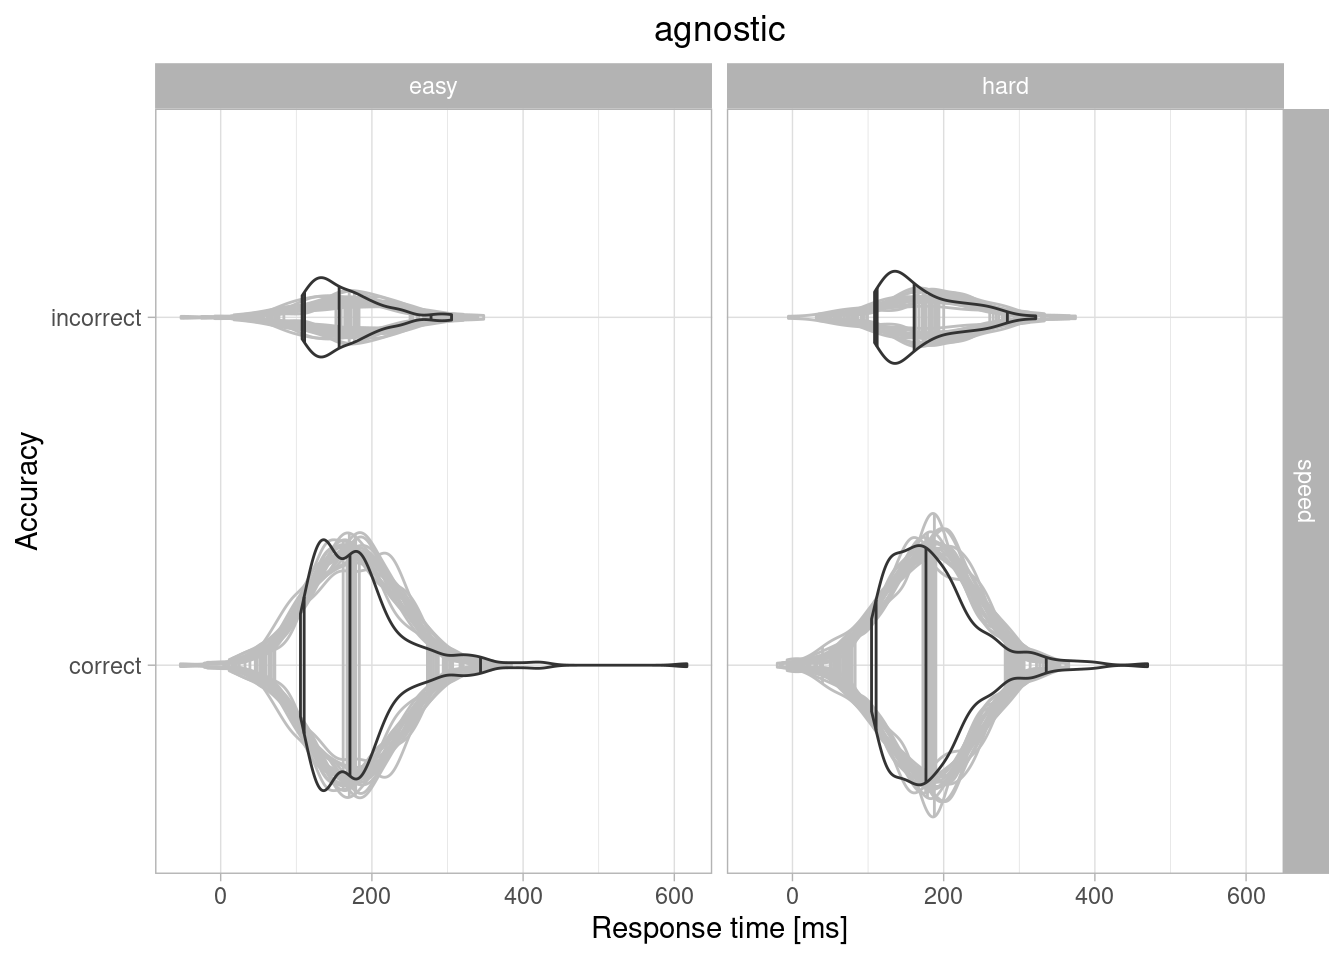 agnostic
easy
hard
speed
Accuracy
incorrect
correct
0 200 400 600
0 200 400 600
Response time [ms]